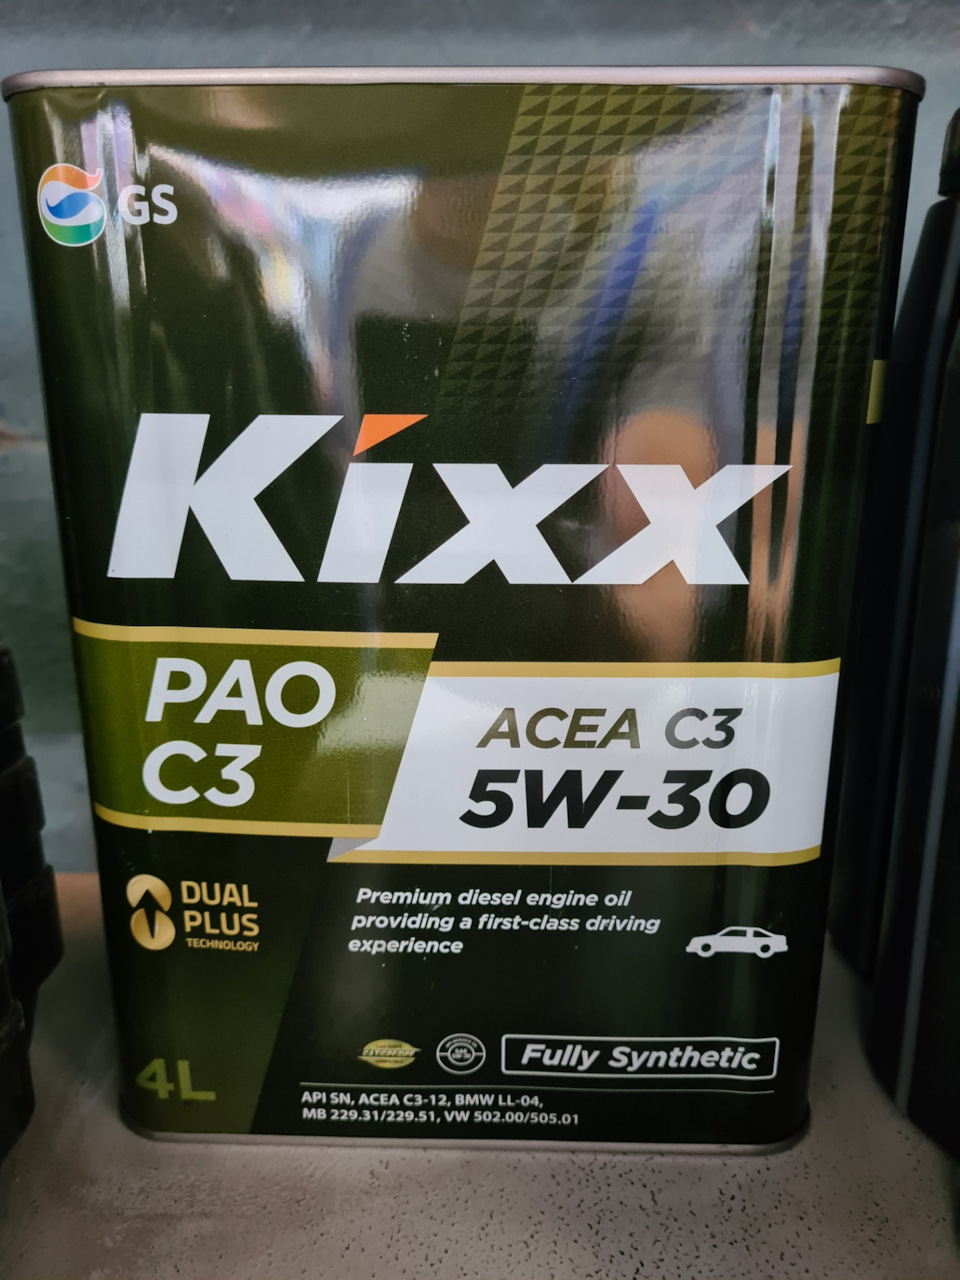 GS
Kixx
PAO
C3
ACEA C3
5W-30
DUAL
PLUS
TECHNOLOGY
Premium diesel engine oil
providing a first-class driving
experience
4L
Fully Synthetic
API SN, ACEA C3-12, BMW LL-04,
MB 229.31/229.51, VW 502.00/505.01